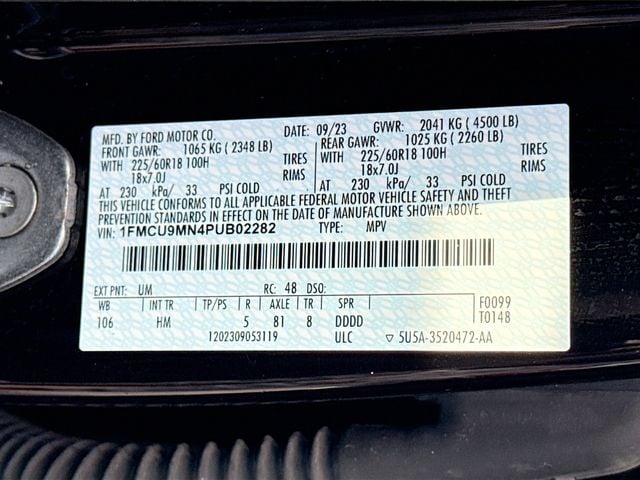 MFD. BY FORD MOTOR CO. DATE: 09/23 GVWR: 2041 KG ( 4500 LB)
FRONT GAWR: 1065 KG ( 2348 LB) REAR GAWR: 1025 KG ( 2260 LB)
WITH 225/60R18 100H TIRES WITH 225/60R18 100H TIRES
18x7.0J RIMS 18x7.0J RIMS
AT 230 kPa/ 33 PSI COLD AT 230 kPa/ 33 PSI COLD
THIS VEHICLE CONFORMS TO ALL APPLICABLE FEDERAL MOTOR VEHICLE SAFETY AND THEFT
PREVENTION STANDARDS IN EFFECT ON THE DATE OF MANUFACTURE SHOWN ABOVE.
VIN: 1FMCU9MN4PUB02282 TYPE: MPV
EXT PNT: UM RC: 48 DSO:
WB INT TR TP/PS R AXLE TR SPR F0099
106 HM 5 81 8 DDDD T0148
1202309053119 ULC ▽ 5U5A-3520472-AA